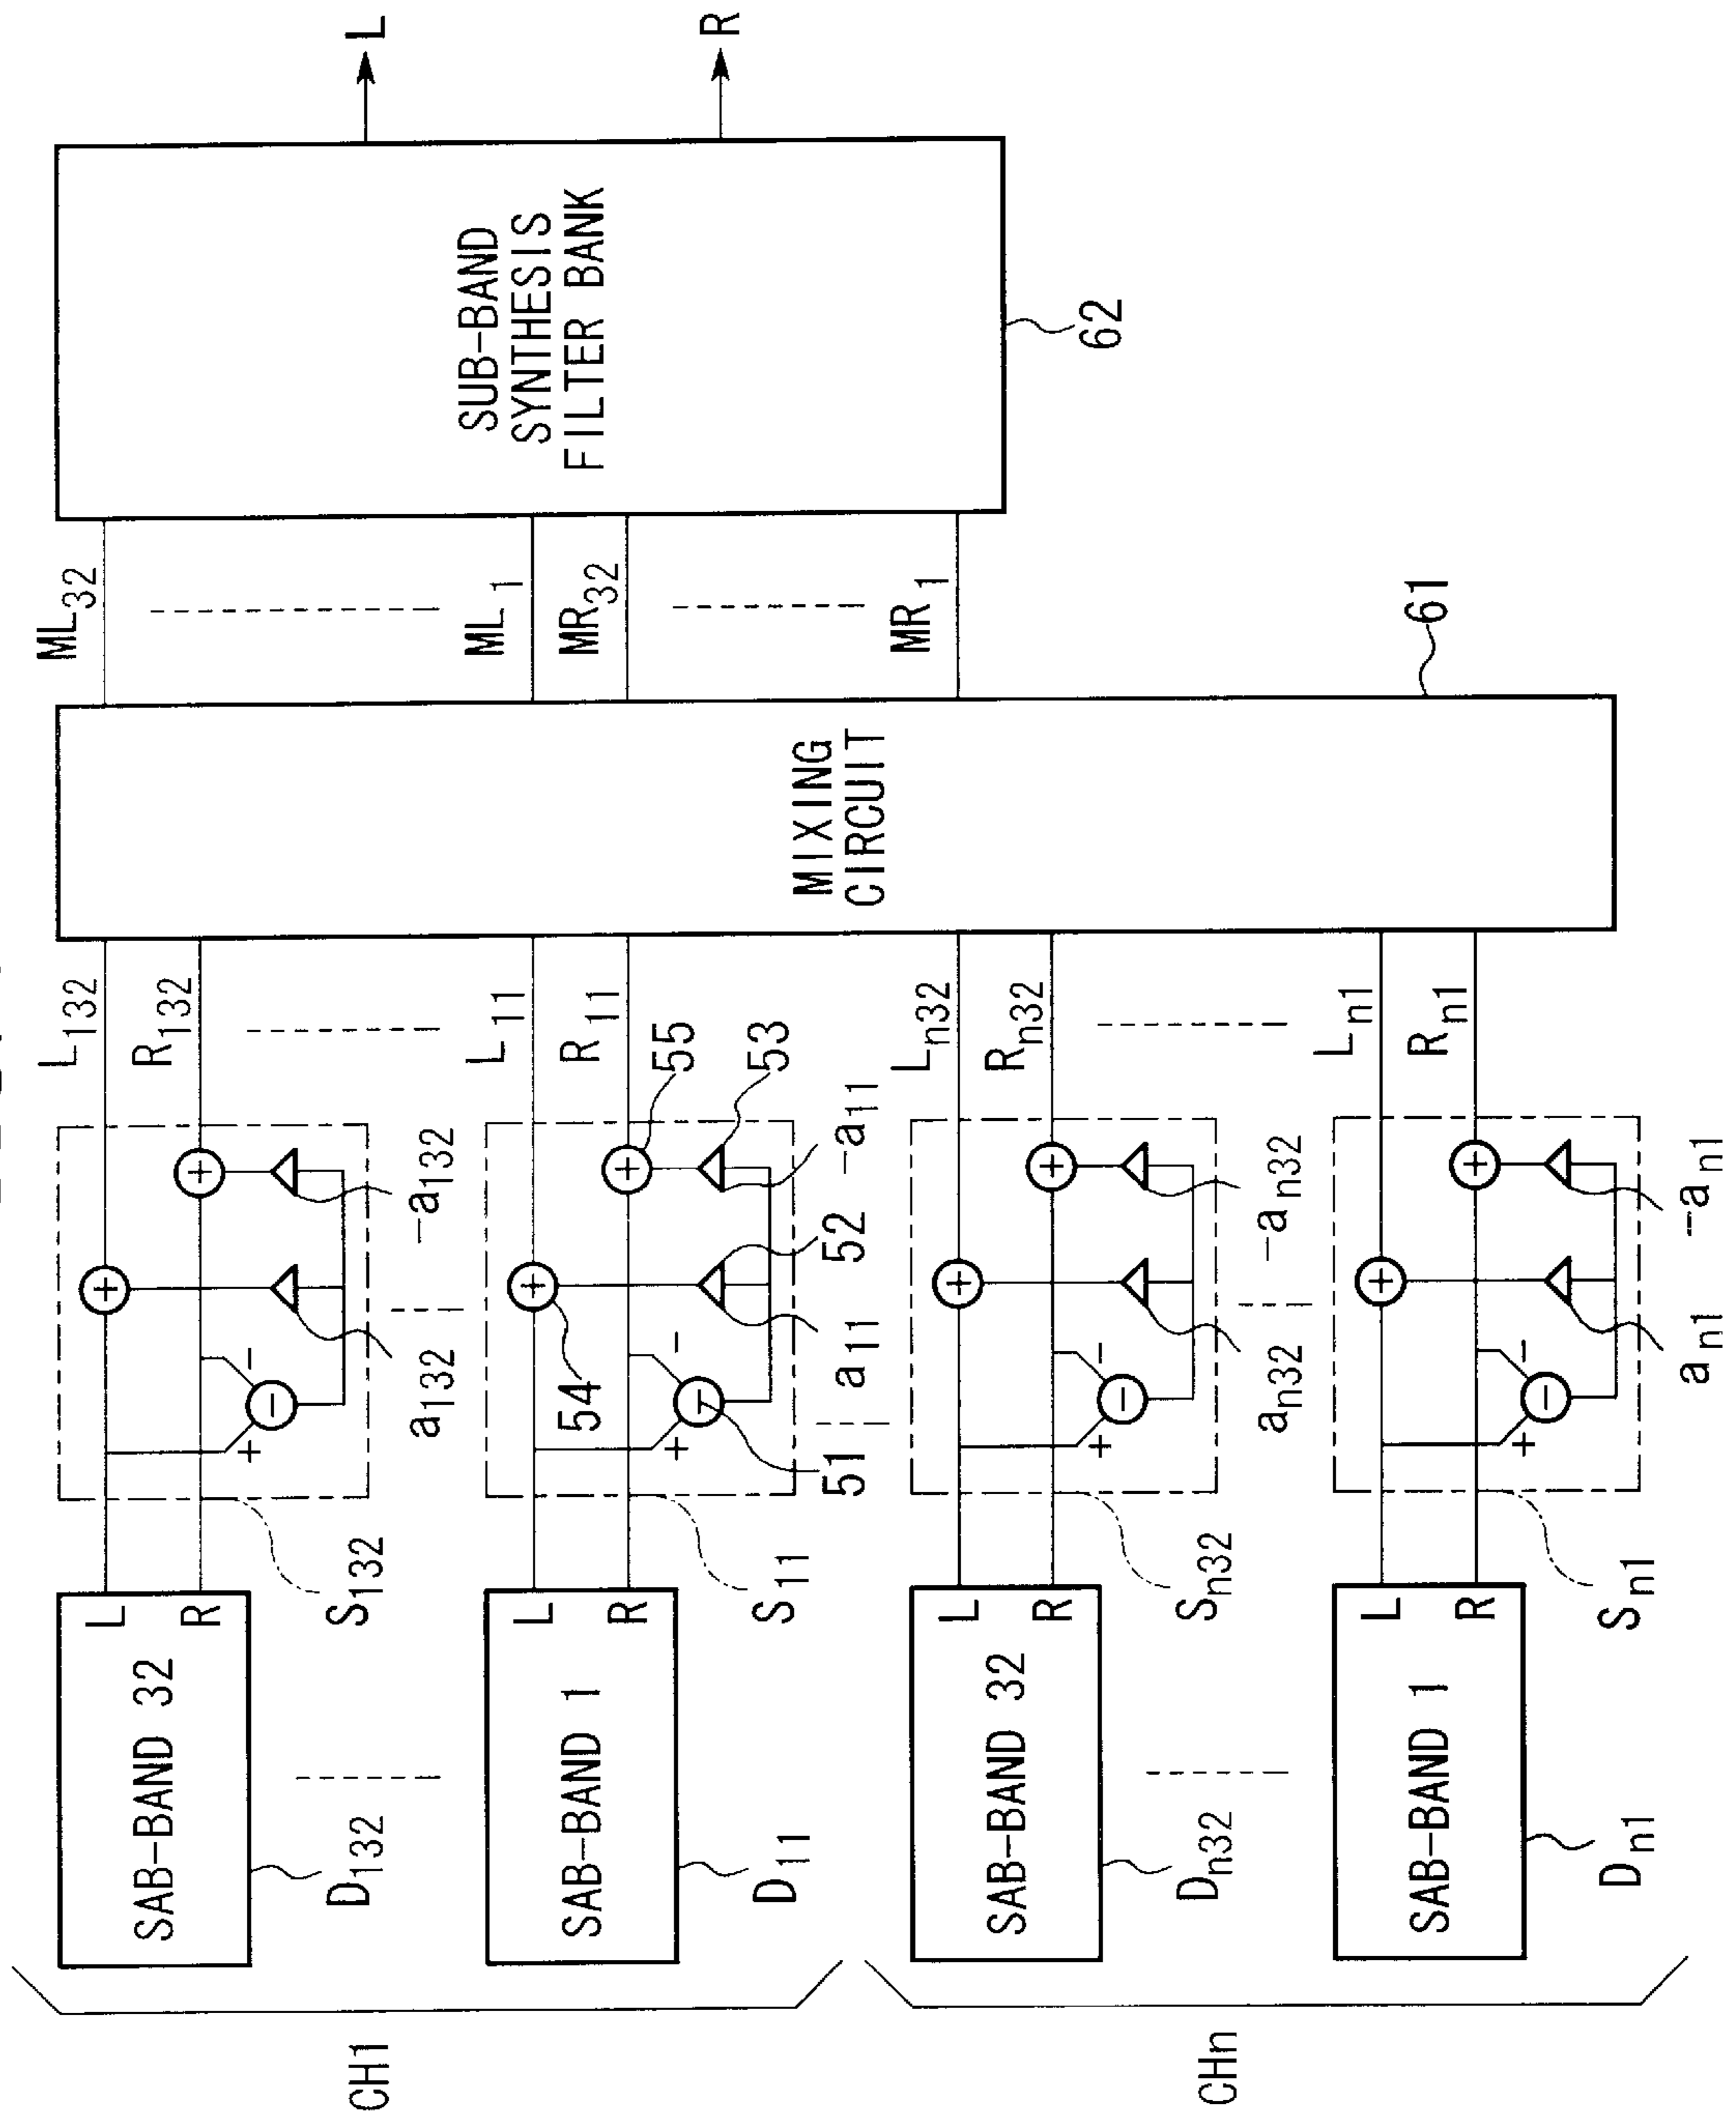 CH1
CHn
SAB-BAND 32
L
R
D132
SAB-BAND 1
L
R
D11
SAB-BAND 32
L
R
Dn32
SAB-BAND 1
L
R
Dn1
S132
+
−
−
+
+
a132
−a132
L132
R132
S11
+
−
−
+
+
51
54
a11
52
−a11
53
55
L11
R11
Sn32
+
−
−
+
+
an32
−an32
Ln32
Rn32
Sn1
+
−
−
+
+
an1
−an1
Ln1
Rn1
MIXING
CIRCUIT
61
ML32
ML1
MR32
MR1
SUB-BAND
SYNTHESIS
FILTER BANK
62
L
R